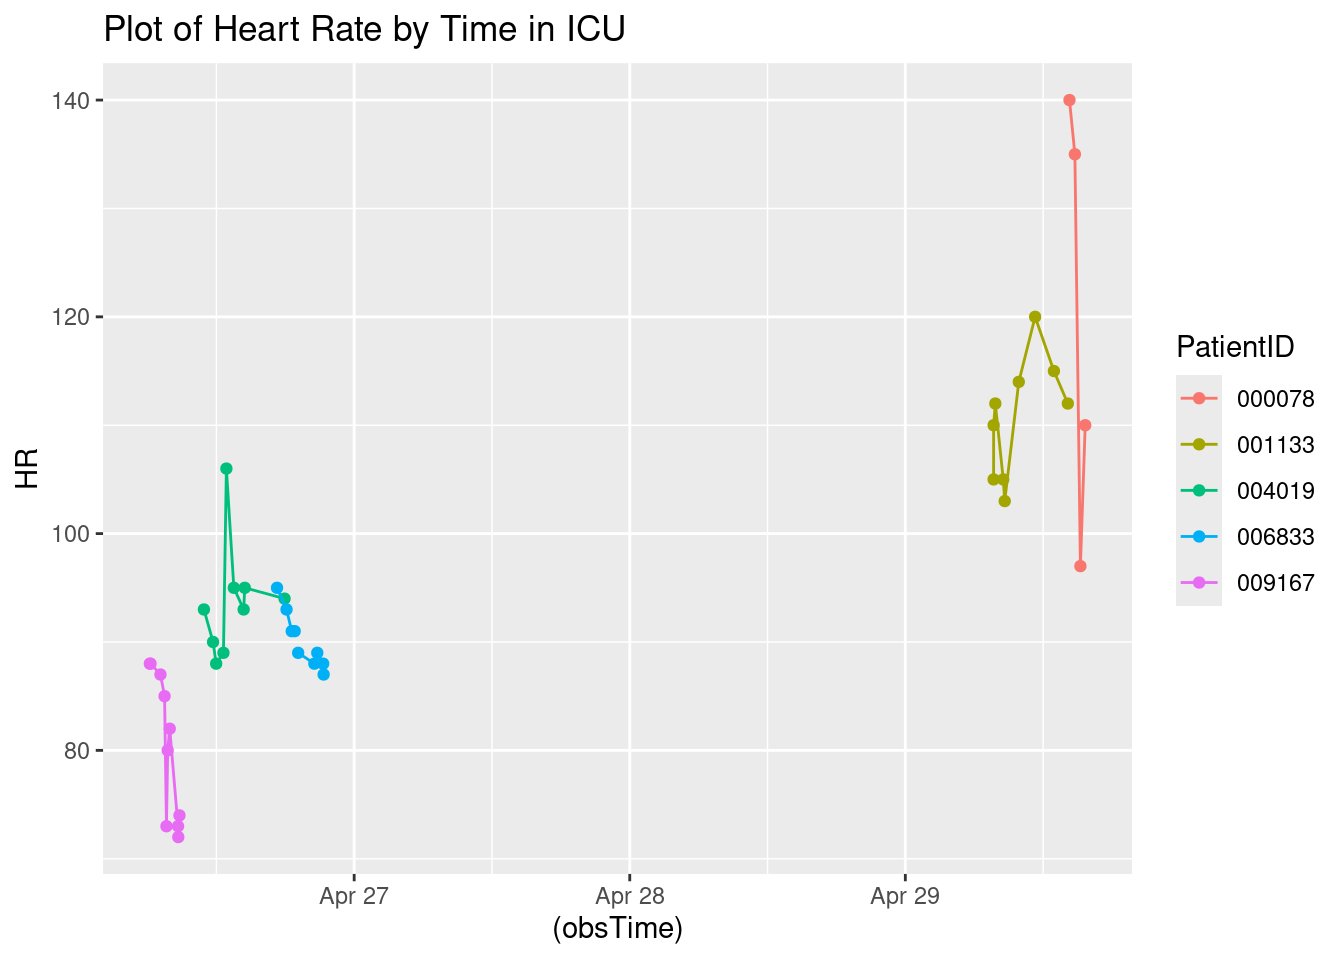 Plot of Heart Rate by Time in ICU
140
120
100
80
HR
Apr 27
Apr 28
Apr 29
(obsTime)
PatientID
000078
001133
004019
006833
009167